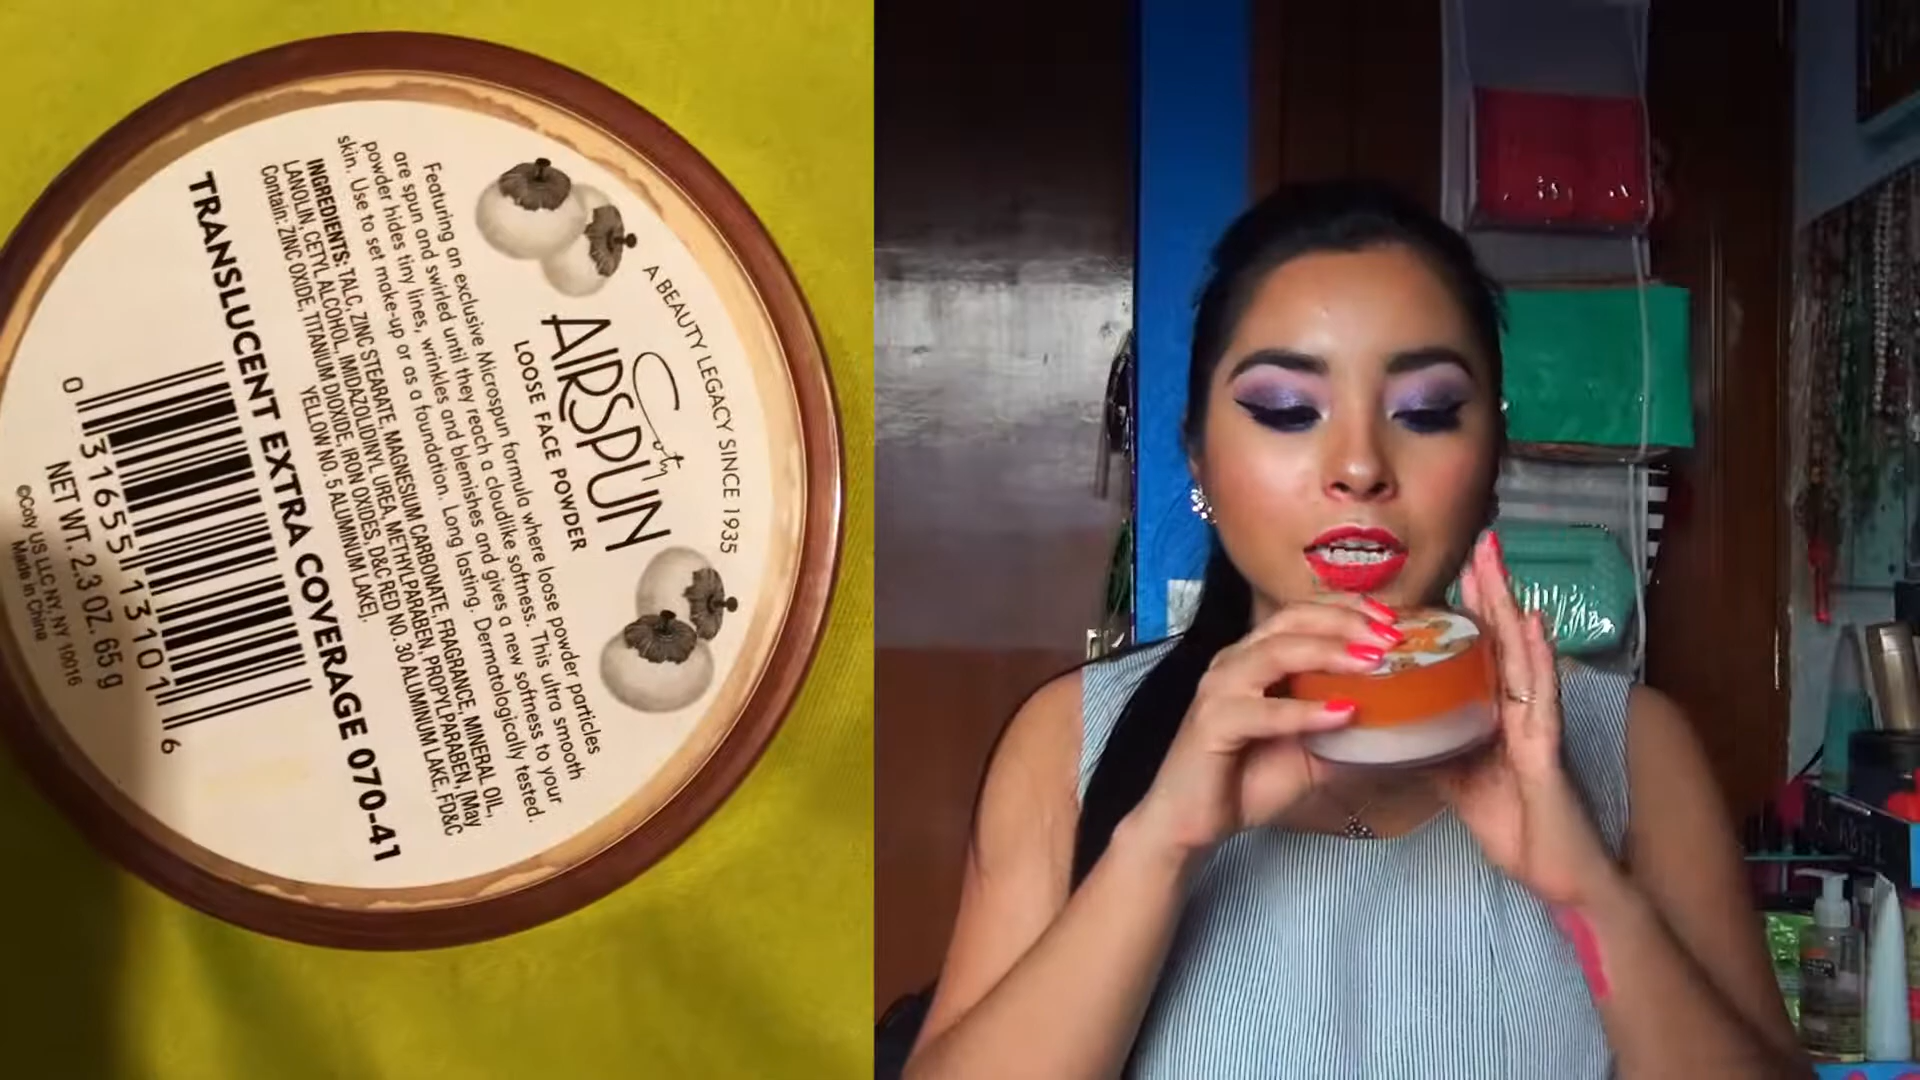 A BEAUTY LEGACY SINCE 1935
Coty
AIRSPUN
LOOSE FACE POWDER
Featuring an exclusive Microspun formula where loose powder particles
are spun and swirled until they reach a cloudlike softness. This ultra smooth
powder hides tiny lines, wrinkles and blemishes and gives a new softness to your
skin. Use to set make-up or as a foundation. Long lasting. Dermatologically tested.
INGREDIENTS: TALC, ZINC STEARATE, MAGNESIUM CARBONATE, FRAGRANCE, MINERAL OIL,
LANOLIN, CETYL ALCOHOL, IMIDAZOLIDINYL UREA, METHYLPARABEN, PROPYLPARABEN, [May
Contain: ZINC OXIDE, TITANIUM DIOXIDE, IRON OXIDES, D&C RED NO. 30 ALUMINUM LAKE, FD&C
YELLOW NO. 5 ALUMINUM LAKE].
TRANSLUCENT EXTRA COVERAGE 070-41
0 31655 13101 6
NET WT. 2.3 OZ. 65 g
©Coty US LLC NY, NY 10016
Made in China